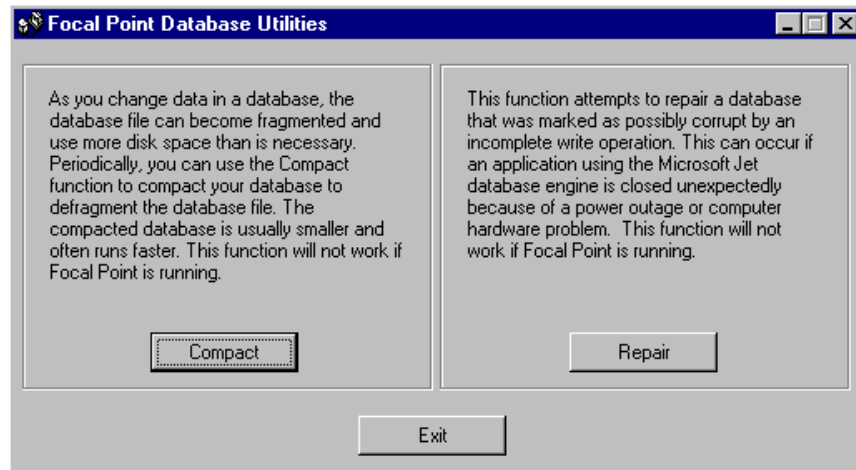 Focal Point Database Utilities
As you change data in a database, the
database file can become fragmented and
use more disk space than is necessary.
Periodically, you can use the Compact
function to compact your database to
defragment the database file. The
compacted database is usually smaller and
often runs faster. This function will not work if
Focal Point is running.
Compact
This function attempts to repair a database
that was marked as possibly corrupt by an
incomplete write operation. This can occur if
an application using the Microsoft Jet
database engine is closed unexpectedly
because of a power outage or computer
hardware problem.  This function will not
work if Focal Point is running.
Repair
Exit